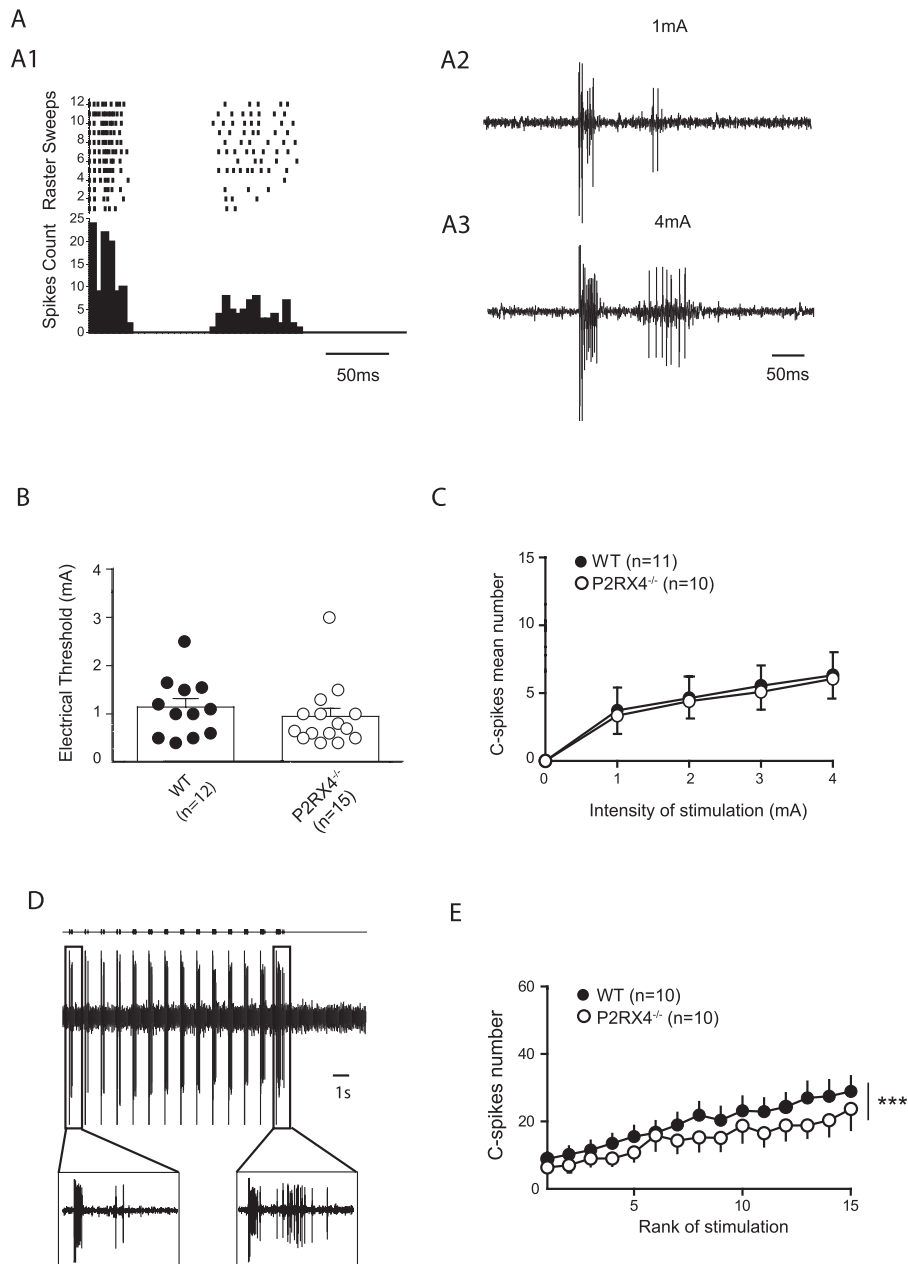 A
A1
Raster Sweeps
12
10
8
6
4
2
Spikes Count
25
20
15
10
5
0
50ms
1mA
A2
4mA
A3
50ms
B
Electrical Threshold (mA)
4
3
2
1
0
WT
(n=12)
P2RX4-/-
(n=15)
C
C-spikes mean number
15
10
5
0
WT (n=11)
P2RX4-/- (n=10)
0 1 2 3 4
Intensity of stimulation (mA)
D
1s
E
C-spikes number
60
40
20
0
WT (n=10)
P2RX4-/- (n=10)
***
5 10 15
Rank of stimulation